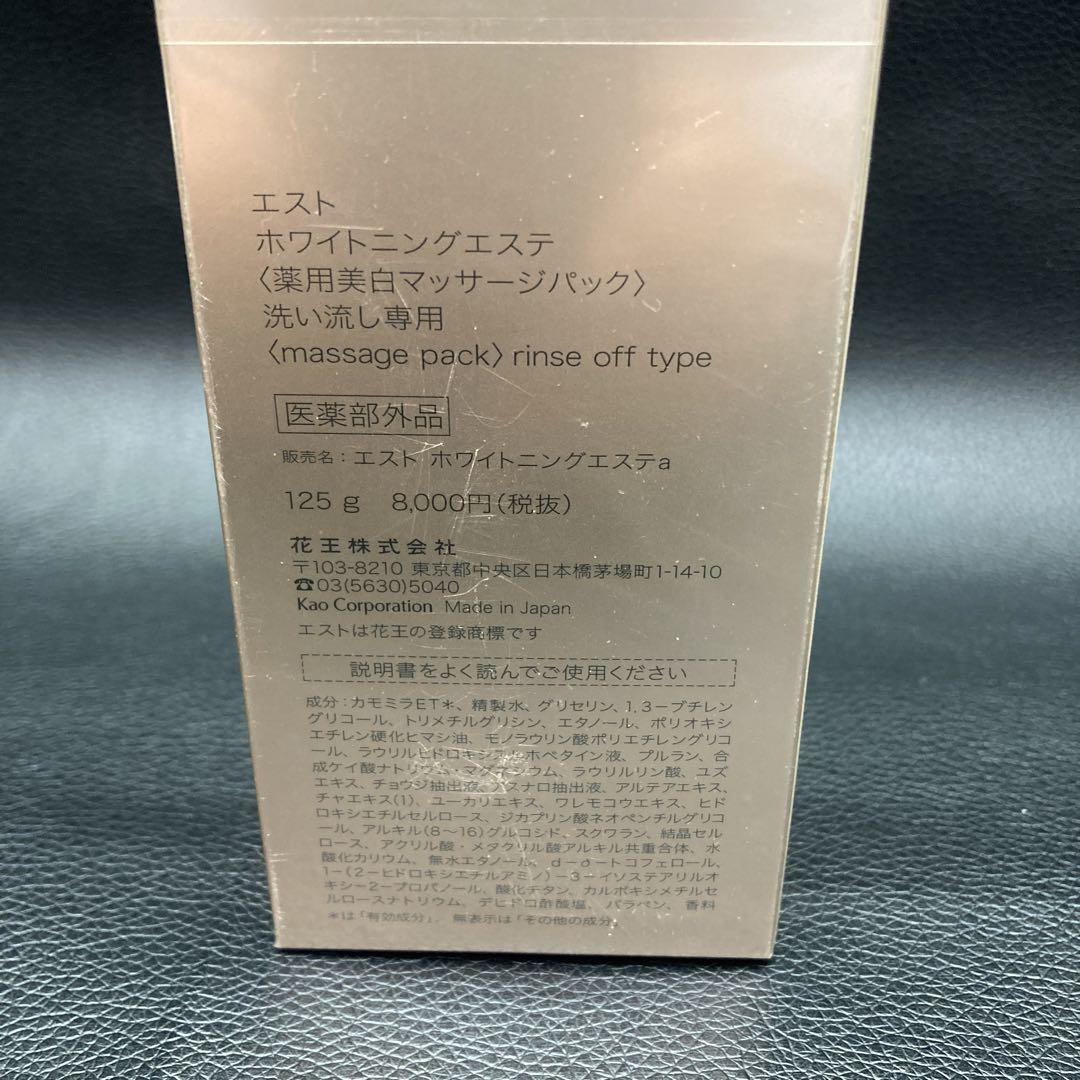 エスト
ホワイトニングエステ
〈薬用美白マッサージパック〉
洗い流し専用
〈massage pack〉rinse off type
医薬部外品
販売名：エスト ホワイトニングエステa
125 g 8,000円(税抜)
花王株式会社
〒103-8210 東京都中央区日本橋茅場町1-14-10
☎03(5630)5040
Kao Corporation Made in Japan
エストは花王の登録商標です
説明書をよく読んでご使用ください
成分：カモミラET＊、精製水、グリセリン、1,3−ブチレン
グリコール、トリメチルグリシン、エタノール、ポリオキシ
エチレン硬化ヒマシ油、モノラウリン酸ポリエチレングリコ
ール、ラウリルヒドロキシスルホベタイン液、プルラン、合
成ケイ酸ナトリウム・マグネシウム、ラウリルリン酸、ユズ
エキス、チョウジ抽出液、アスナロ抽出液、アルテアエキス、
チャエキス(1)、ユーカリエキス、ワレモコウエキス、ヒド
ロキシエチルセルロース、ジカプリン酸ネオペンチルグリコ
ール、アルキル(8〜16)グルコシド、スクワラン、結晶セル
ロース、アクリル酸・メタクリル酸アルキル共重合体、水
酸化カリウム、無水エタノール、d−δ−トコフェロール、
1−(2−ヒドロキシエチルアミノ)−3−イソステアリルオ
キシ−2−プロパノール、酸化チタン、カルボキシメチルセ
ルロースナトリウム、デヒドロ酢酸塩、パラベン、香料
＊は「有効成分」、無表示は「その他の成分」